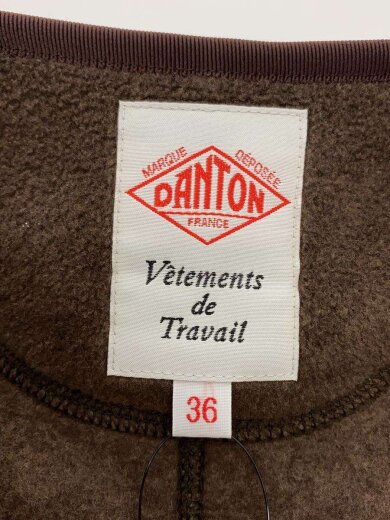 MARQUE DEPOSÉE
DANTON
FRANCE
Vêtements
de
Travail
36